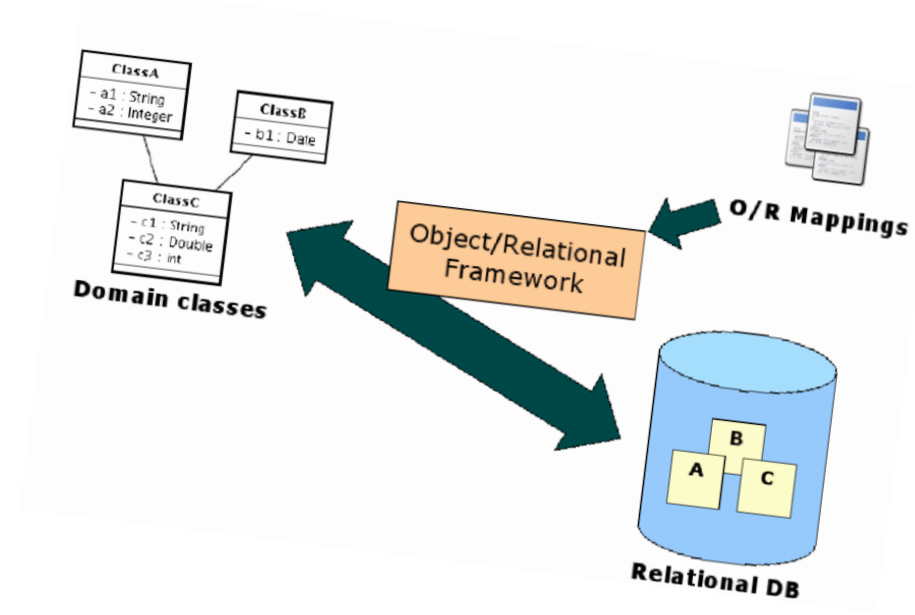 ClassA
- a1 : String
- a2 : Integer
ClassB
- b1 : Date
ClassC
- c1 : String
- c2 : Double
- c3 : int
Domain classes
Object/Relational
Framework
O/R Mappings
B
A
C
Relational DB